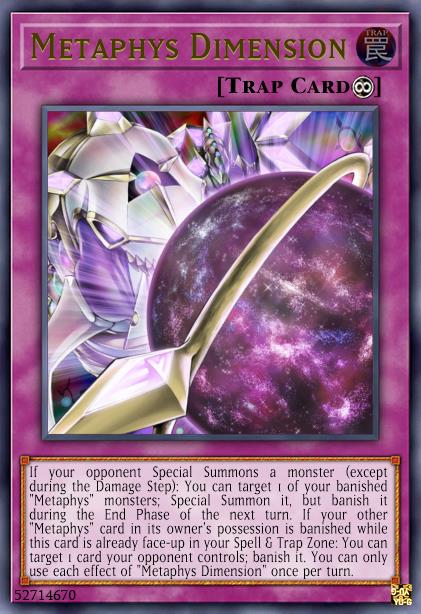 METAPHYS DIMENSION
TRAP
罠
[TRAP CARD∞]
If your opponent Special Summons a monster (except
during the Damage Step): You can target 1 of your banished
"Metaphys" monsters; Special Summon it, but banish it
during the End Phase of the next turn. If your other
"Metaphys" card in its owner's possession is banished while
this card is already face-up in your Spell & Trap Zone: You can
target 1 card your opponent controls; banish it. You can only
use each effect of "Metaphys Dimension" once per turn.
52714670